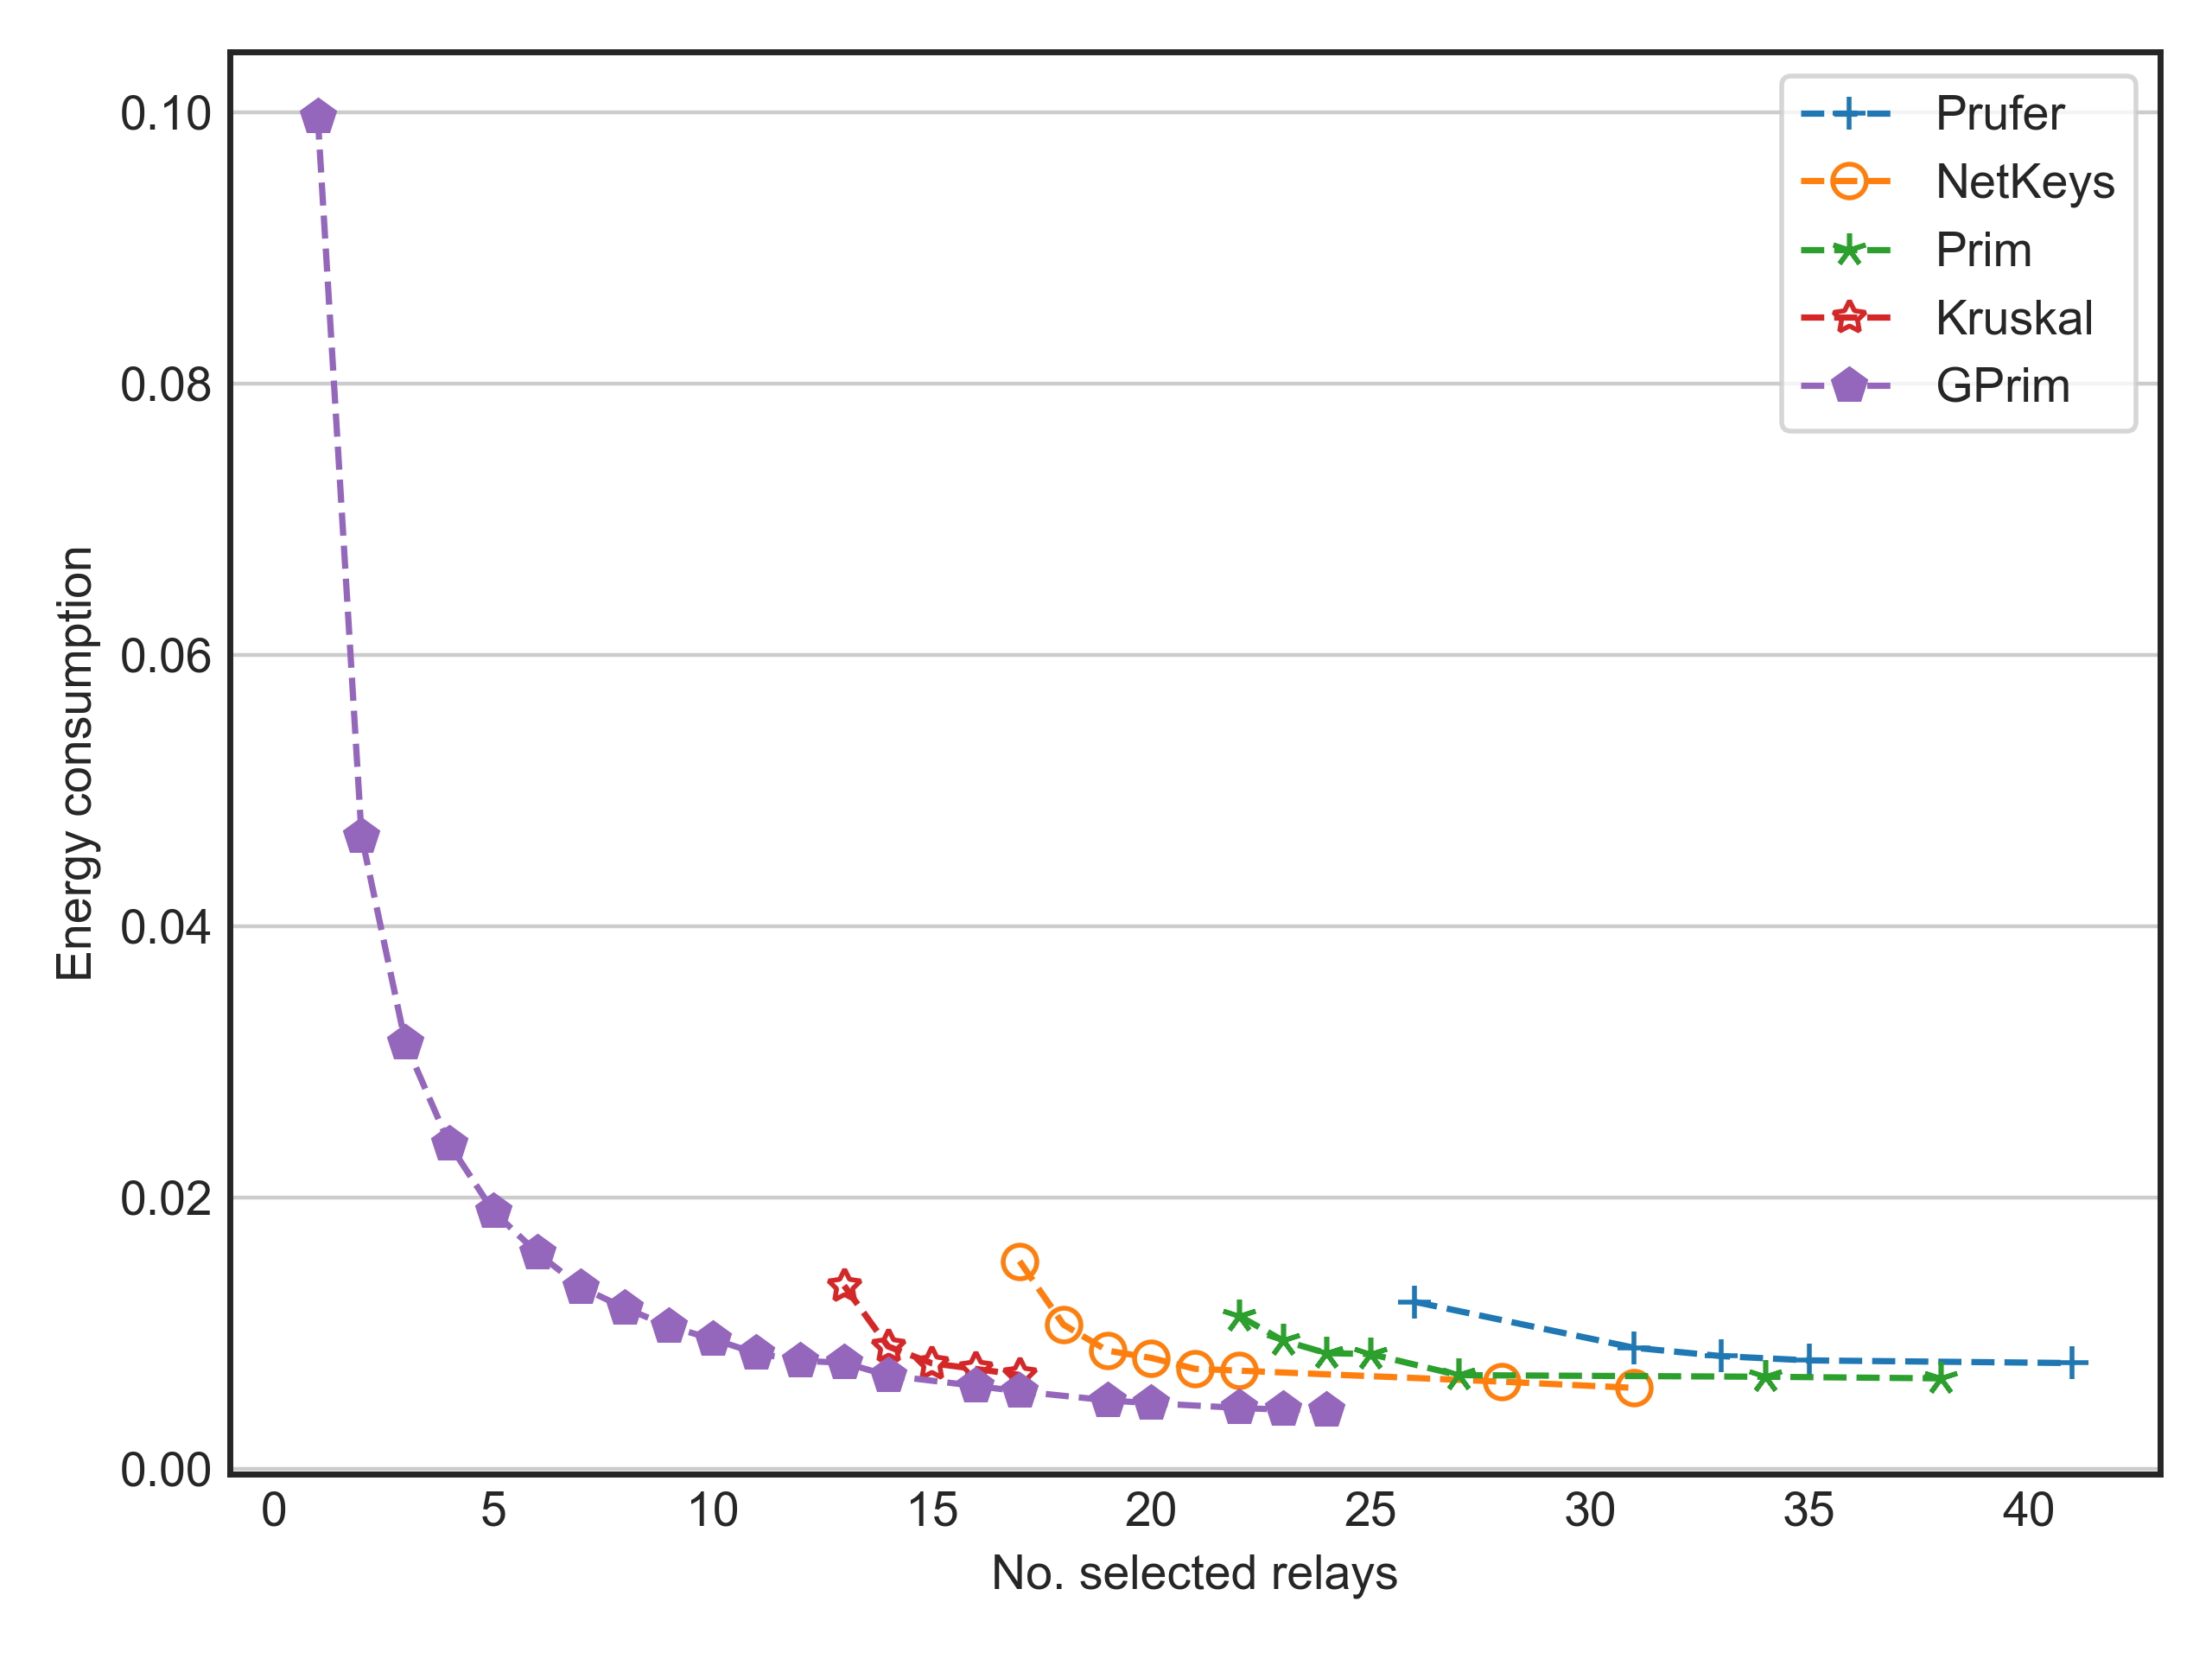 0.10
0.08
0.06
0.04
0.02
0.00
Energy consumption
0 5 10 15 20 25 30 35 40
No. selected relays
Prufer
NetKeys
Prim
Kruskal
GPrim